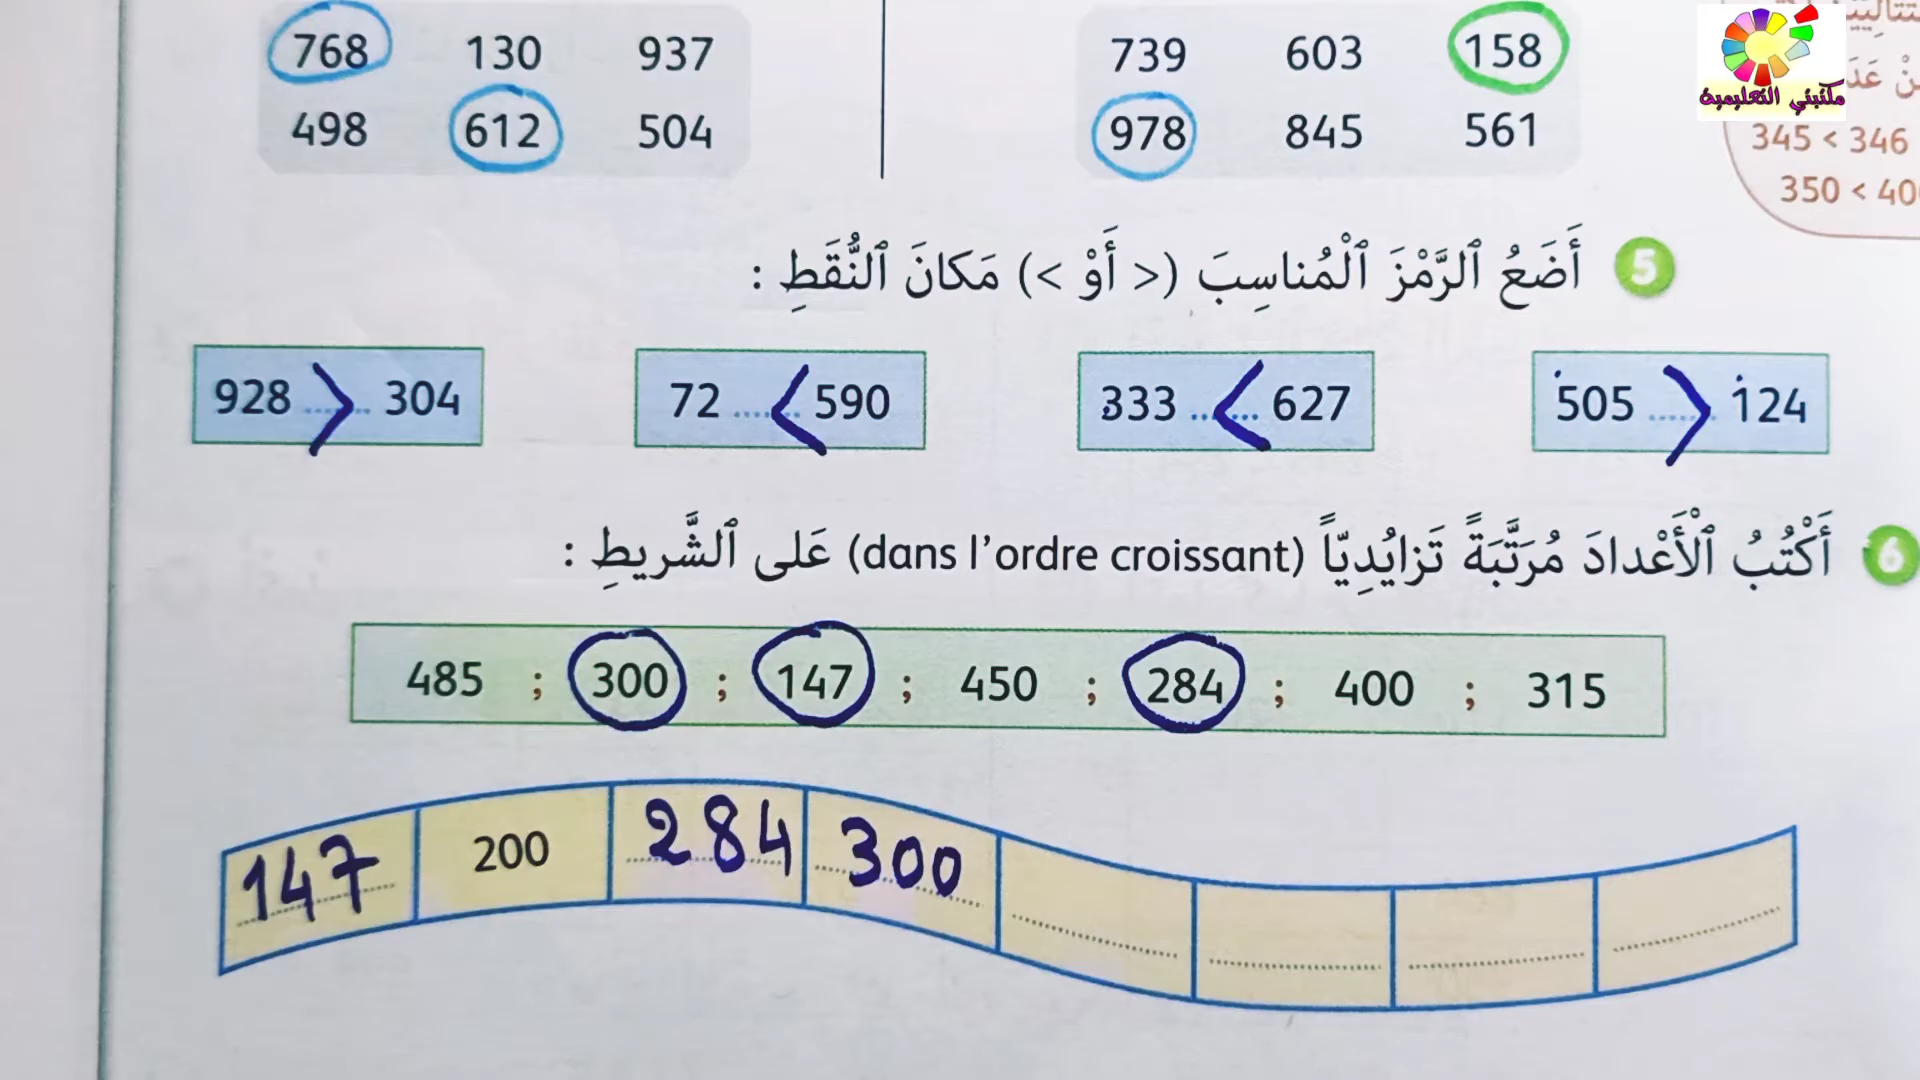 768 130 937 739 603 158
498 612 504 978 845 561
مكتبتي التعليمية
345 < 346
350 < 40
5 أَضَعُ ٱلرَّمْزَ ٱلْمُناسِبَ (< أَوْ >) مَكانَ ٱلنُّقَطِ :
928 > 304 72 < 590 333 < 627 505 > 124
6 أَكْتُبُ ٱلْأَعْدادَ مُرَتَّبَةً تَزايُدِيّاً (dans l’ordre croissant) عَلى ٱلشَّريطِ :
485 ; 300 ; 147 ; 450 ; 284 ; 400 ; 315
147 200 284 300